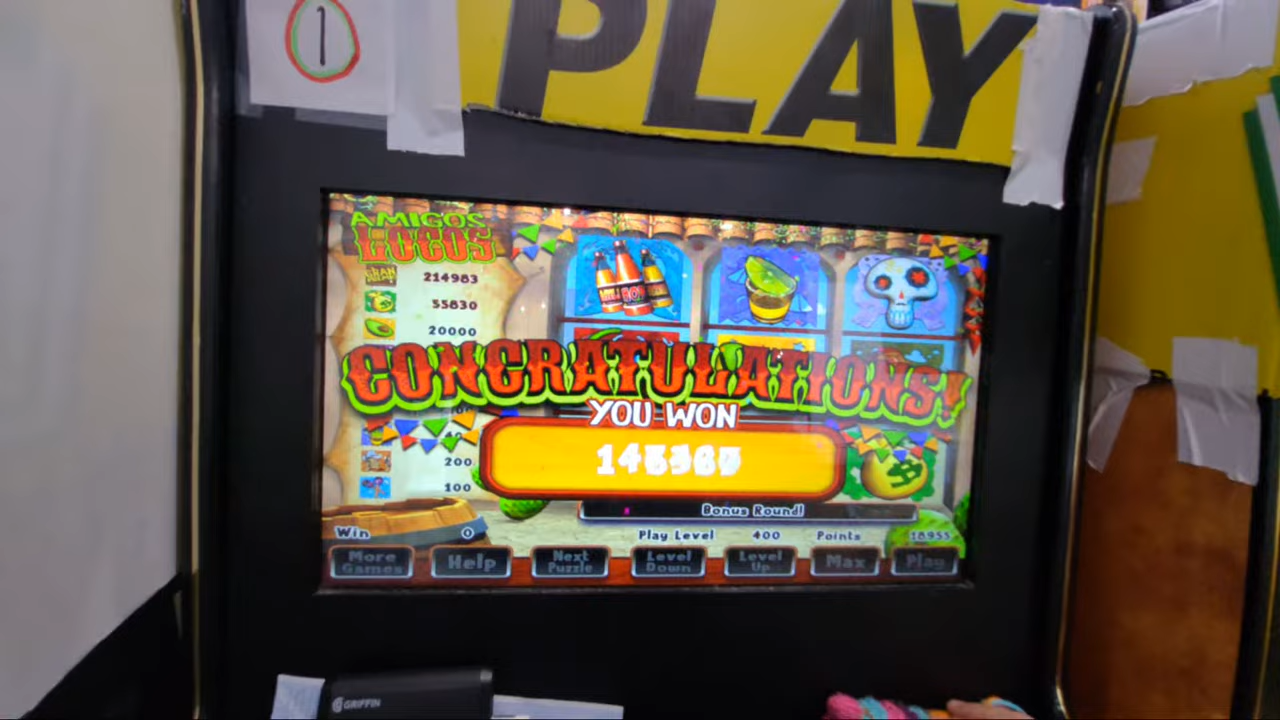 1
PLAY
AMIGOS
LOCOS
GRAN 214983
55830
20000
CONGRATULATIONS!
YOU WON
200
100
Bonus Round!
Win 0 Play Level 400 Points 18955
More Games
Help
Next Puzzle
Level Down
Level Up
Max
Play
GRIFFIN